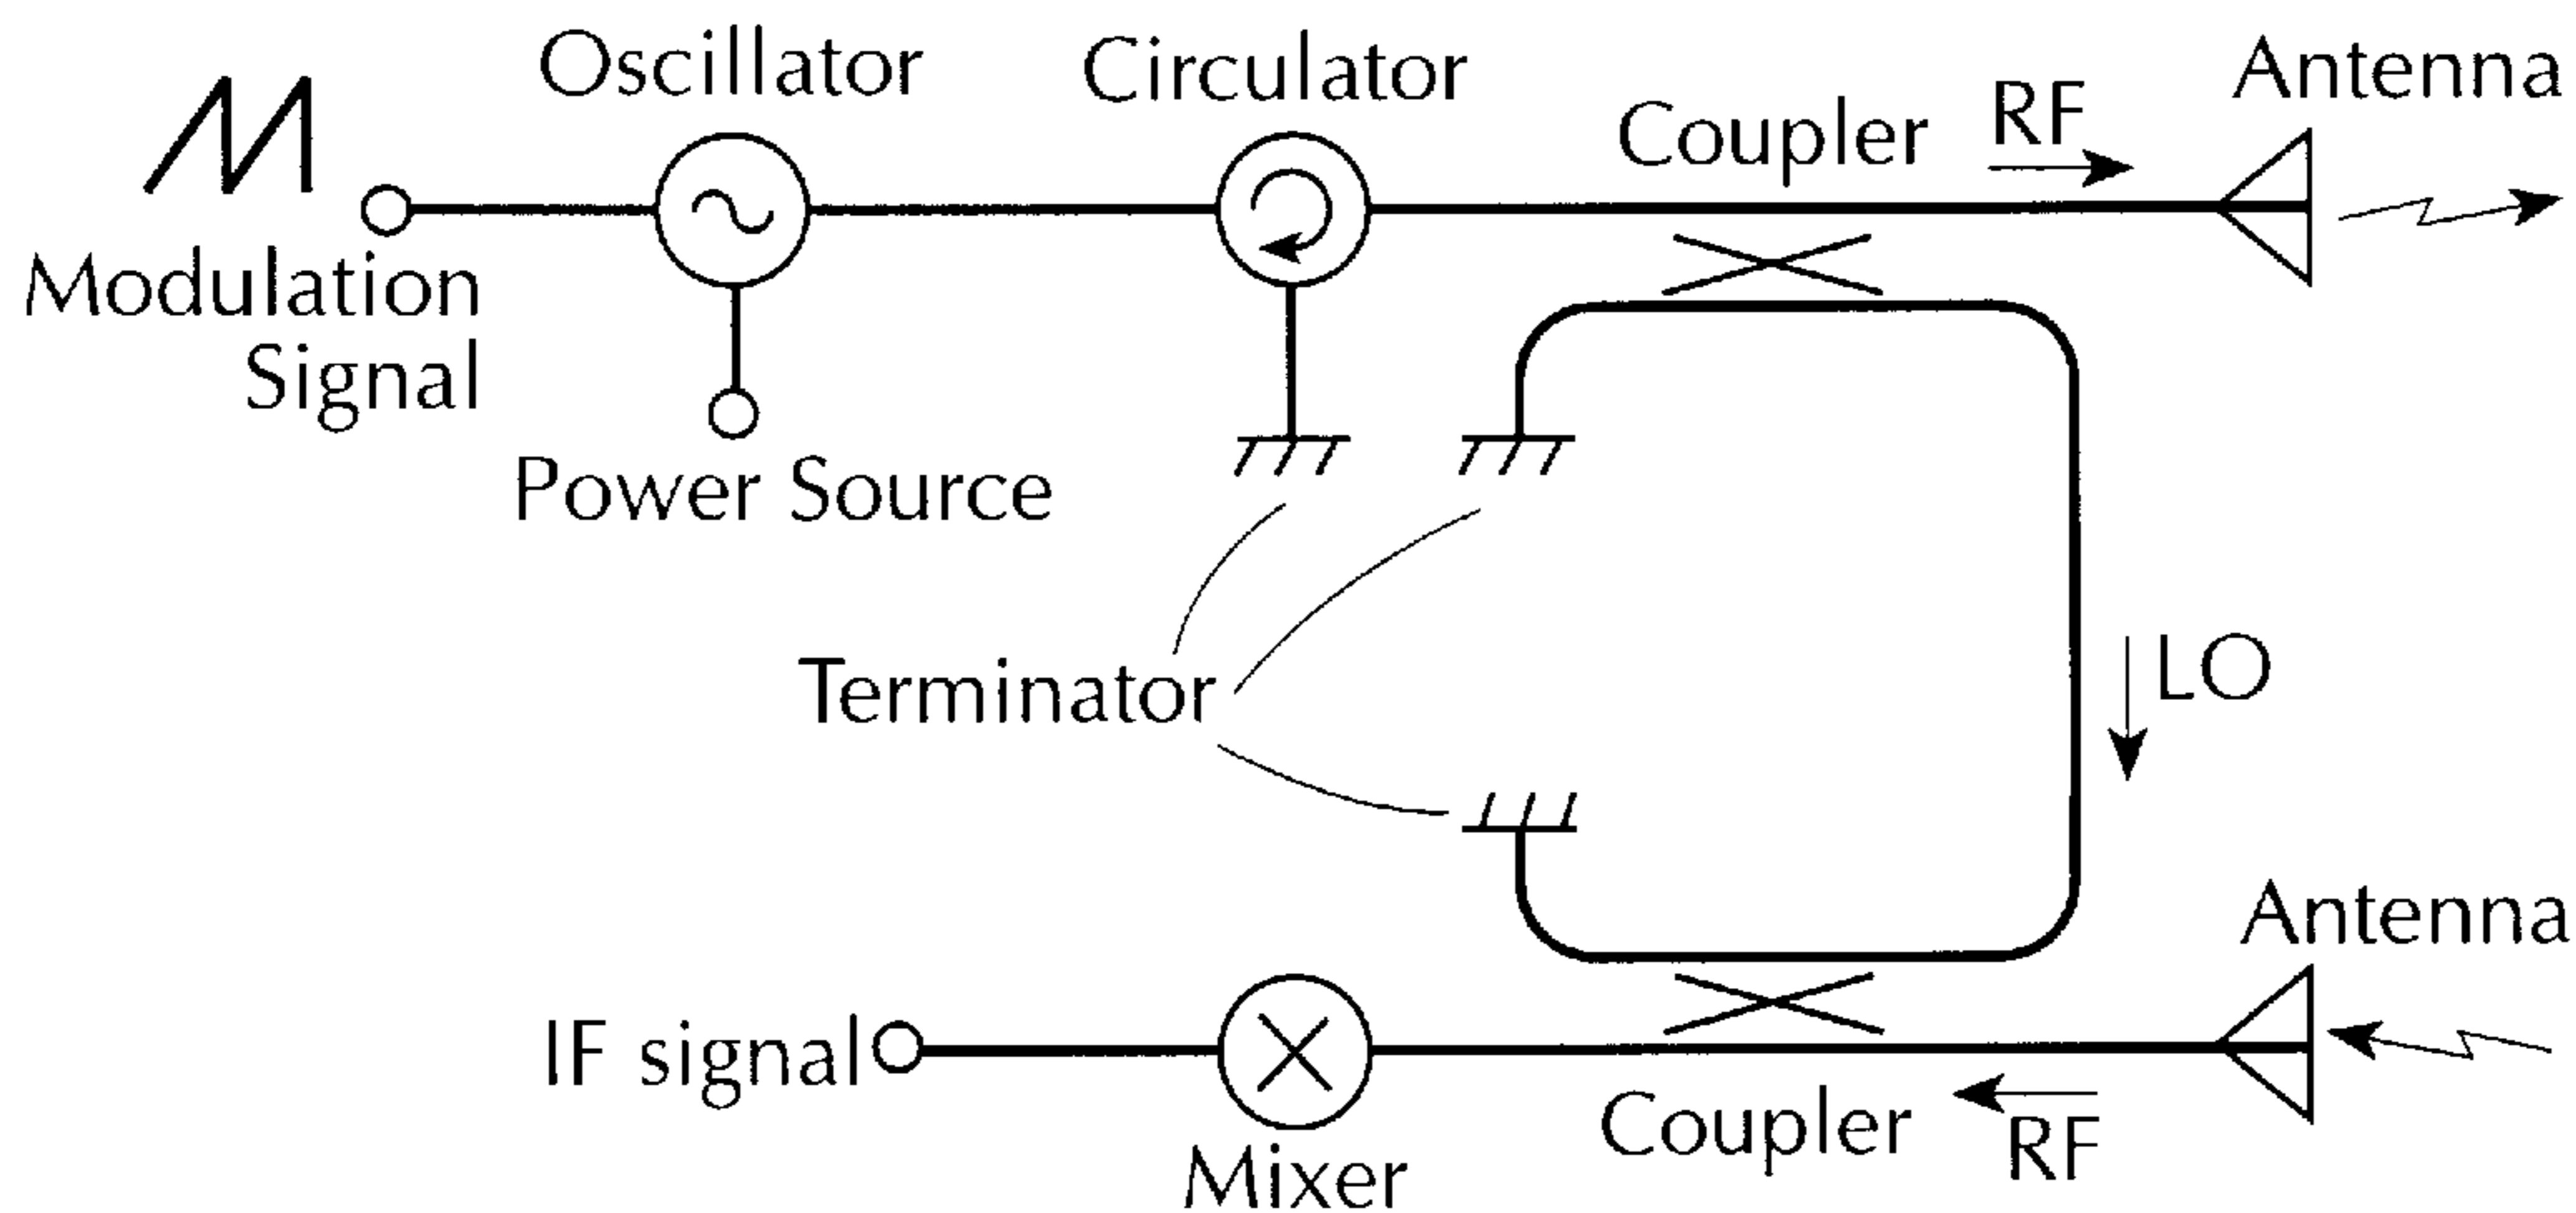 Oscillator
Circulator
Antenna
Coupler
RF
Modulation
Signal
Power Source
Terminator
LO
Antenna
IF signal
Coupler
RF
Mixer